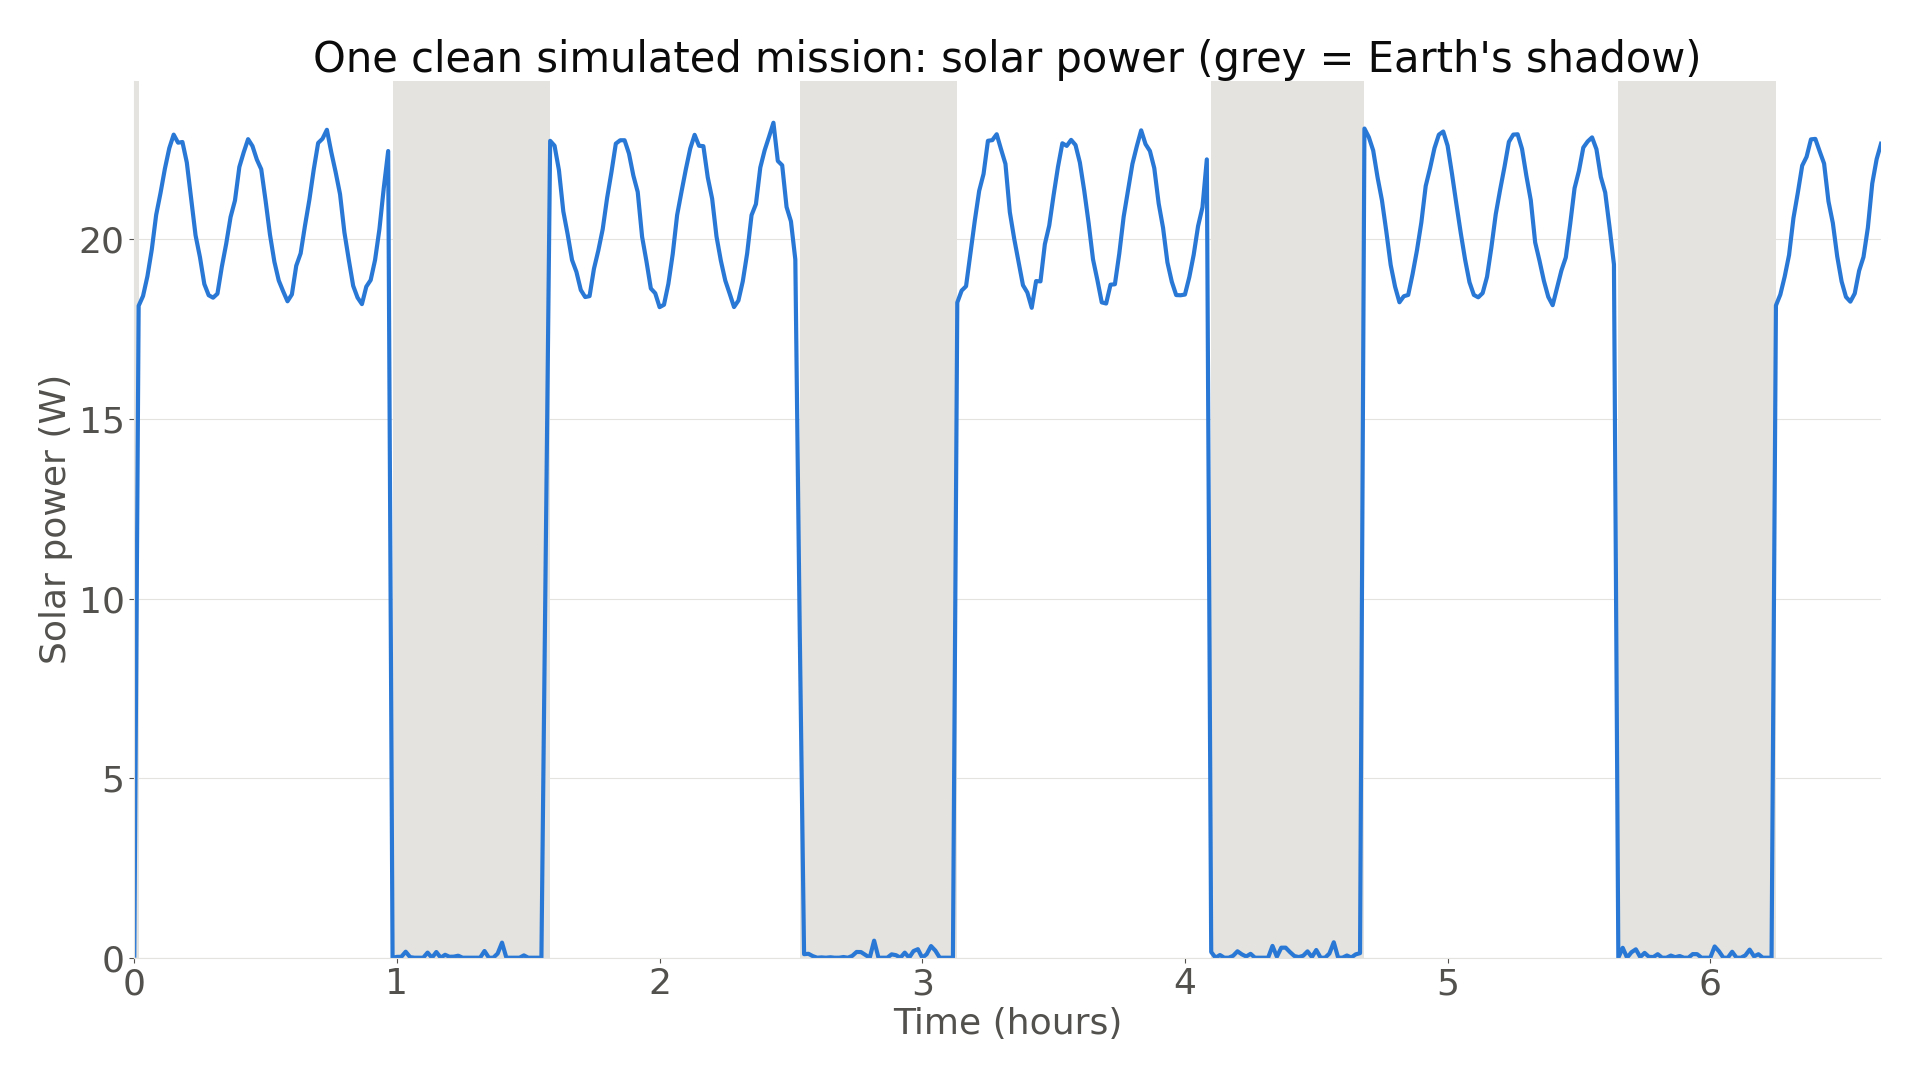 One clean simulated mission: solar power (grey = Earth's shadow)
Solar power (W)
20
15
10
5
0
0 1 2 3 4 5 6
Time (hours)